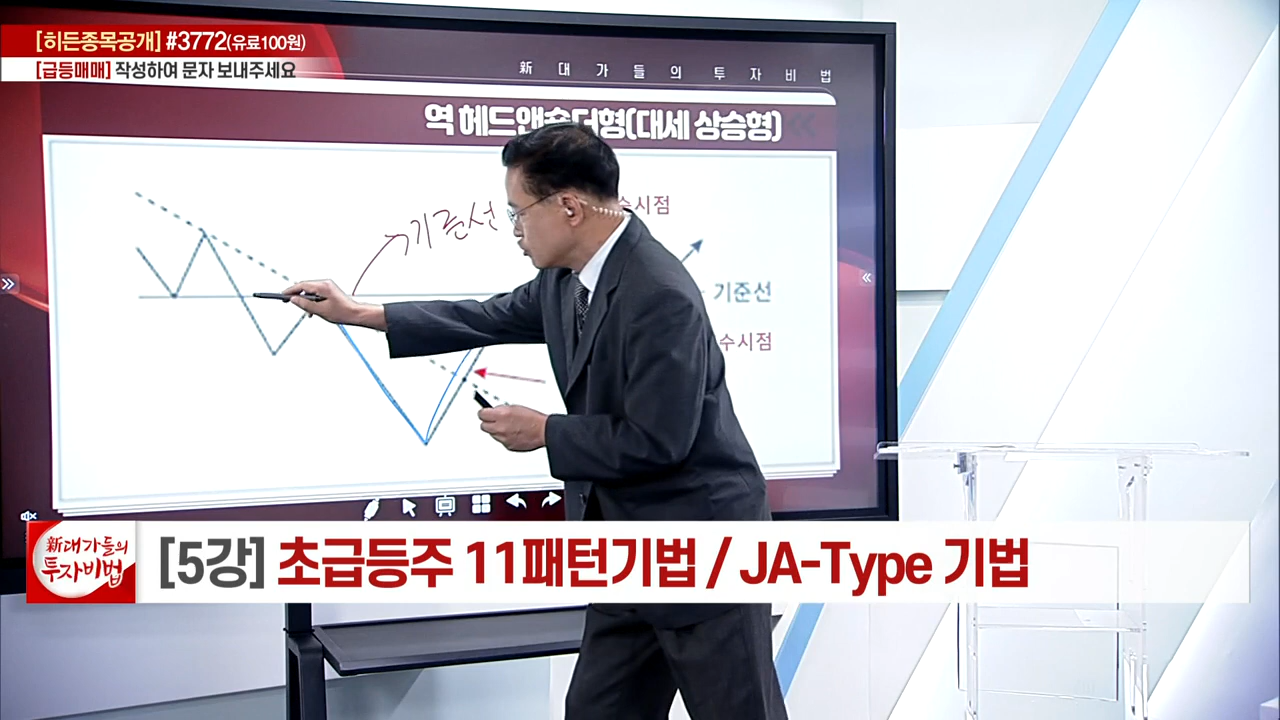 [히든종목공개] #3772(유료100원)
[급등매매] 작성하여 문자 보내주세요
新 대 가 들 의 투 자 비 법
역 헤드앤숄더형(대세 상승형)
기준선
수시점
기준선
수시점
新대가들의
투자비법
[5강] 초급등주 11패턴기법 / JA-Type 기법